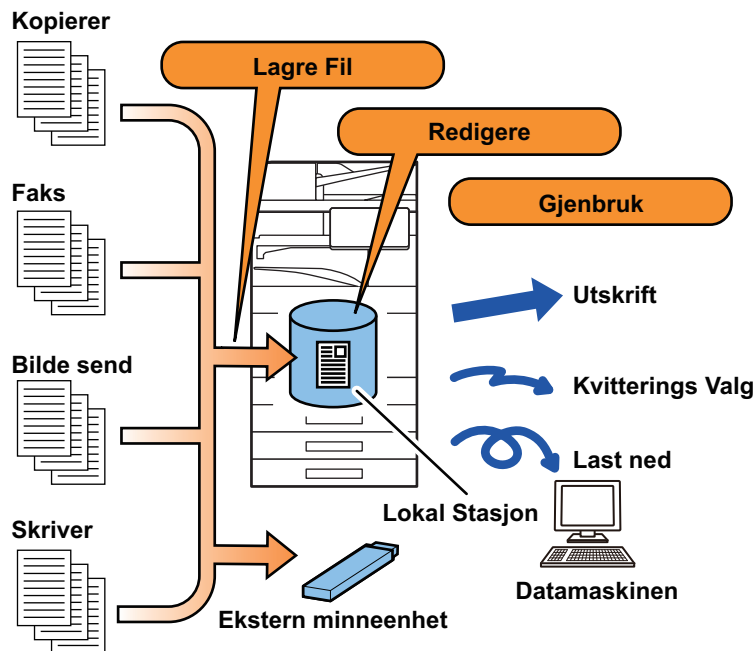 Kopierer
Lagre Fil
Redigere
Faks
Gjenbruk
Utskrift
Bilde send
Kvitterings Valg
Last ned
Lokal Stasjon
Skriver
Datamaskinen
Ekstern minneenhet